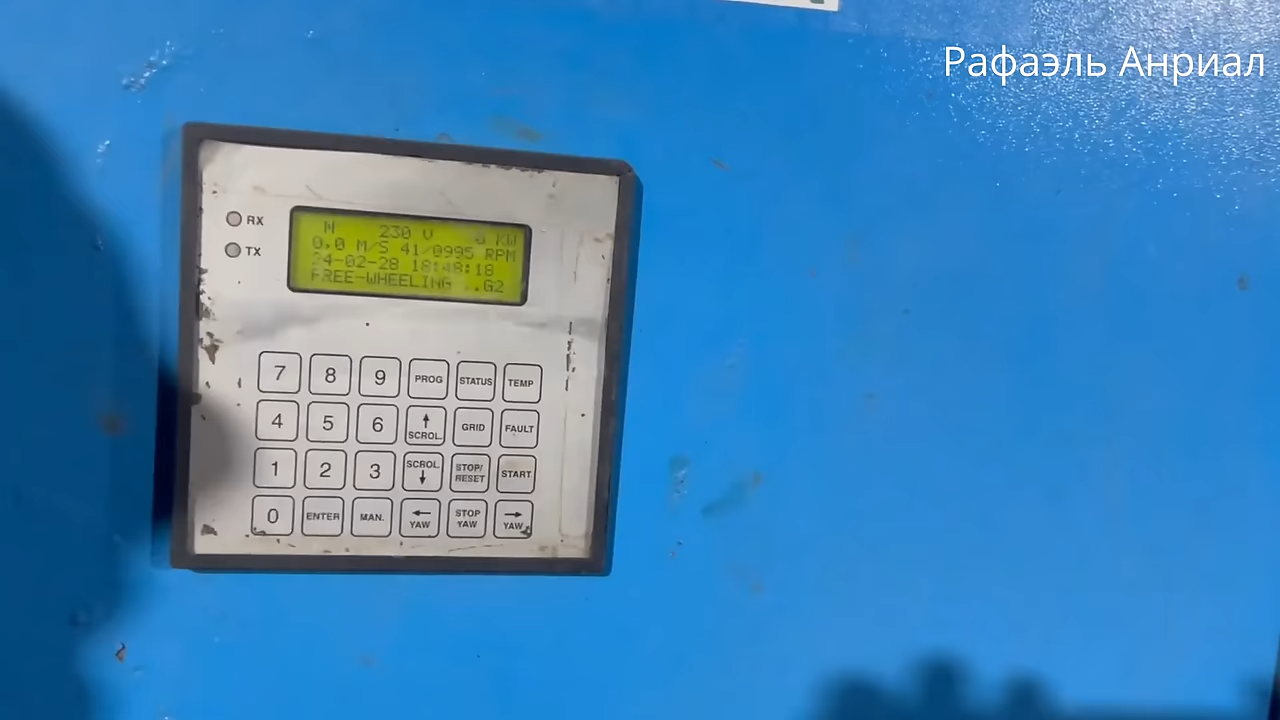 Рафаэль Анриал
RX
TX
N 230 V 0 KW
0,0 M/S 41/0995 RPM
24-02-28 18:48:18
FREE-WHEELING ..G2
7 8 9 PROG STATUS TEMP
4 5 6 ↑ SCROL. GRID FAULT
1 2 3 SCROL. ↓ STOP/ RESET START
0 ENTER MAN. ← YAW STOP YAW → YAW